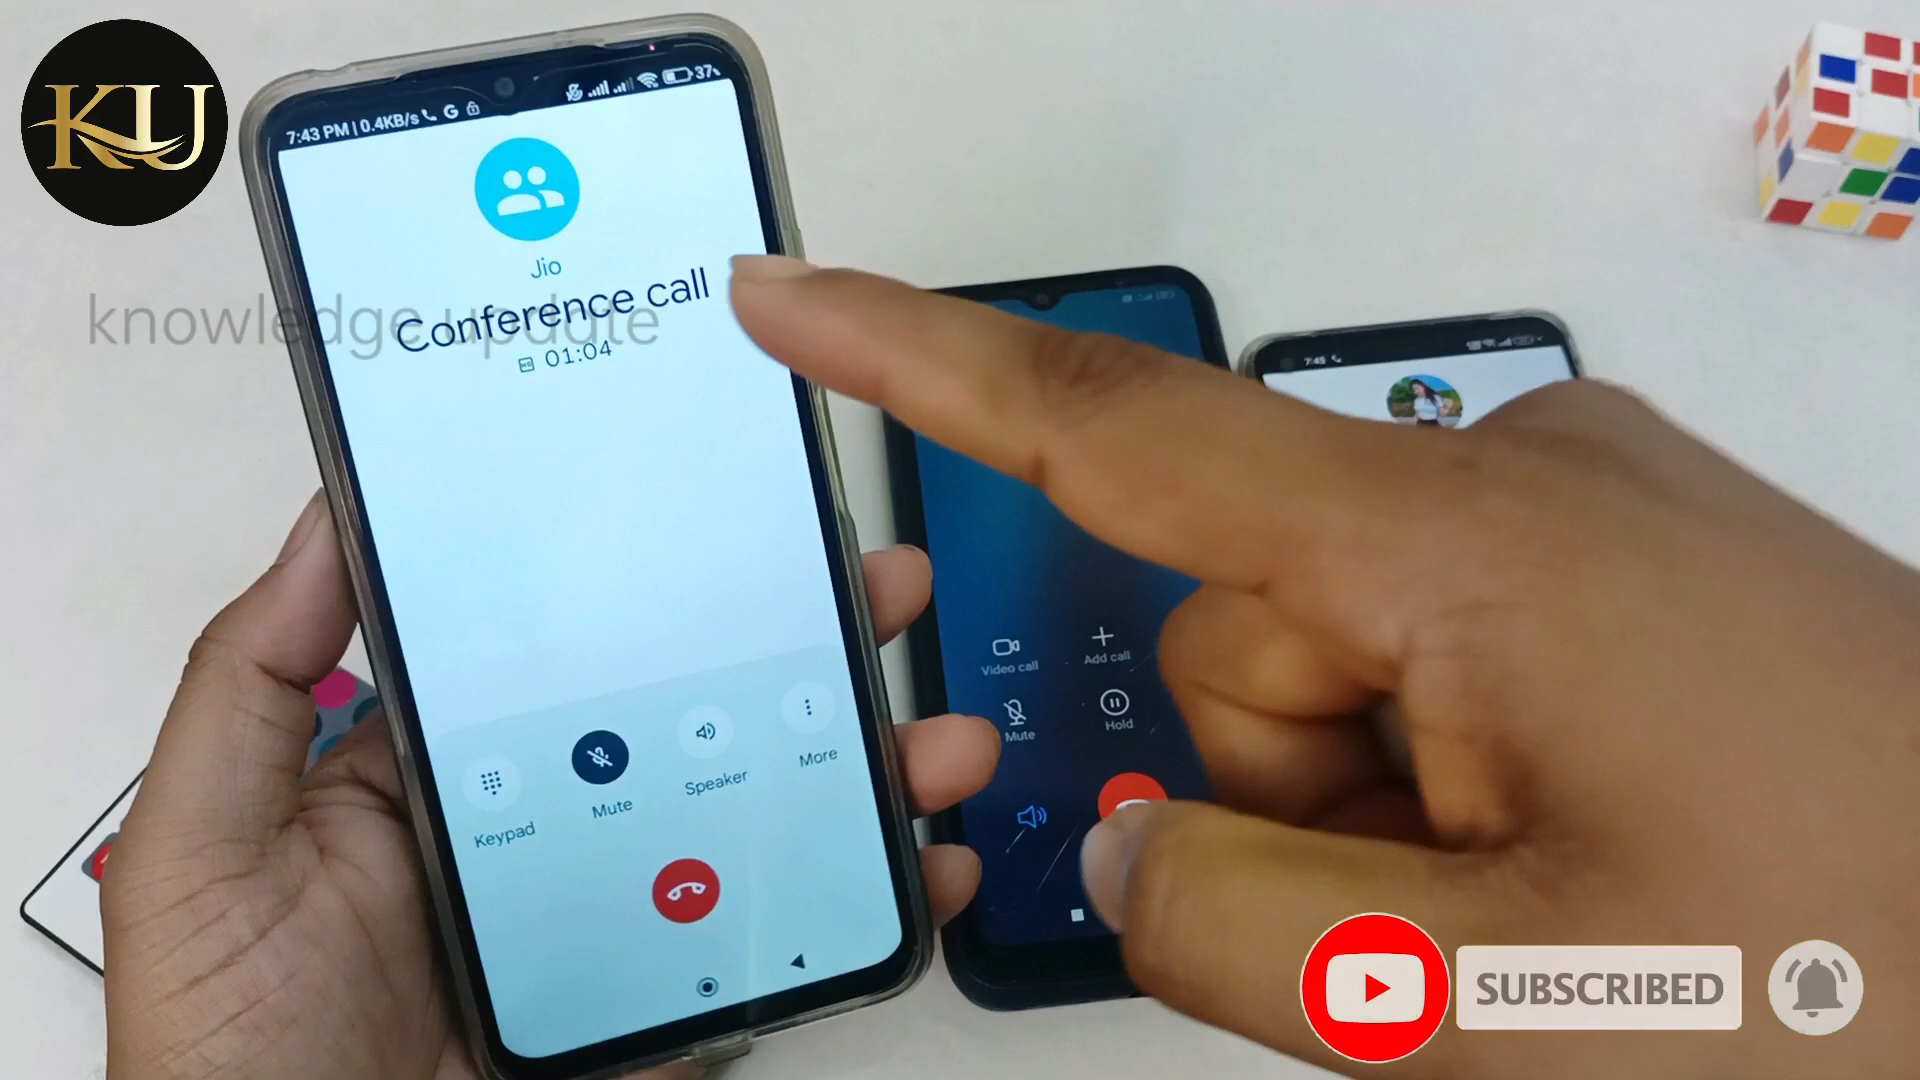 KU
7:43 PM | 0.4KB/s G 37%
Jio
Conference call
knowledge update
HD 01:04
Keypad
Mute
Speaker
More
Video call
Add call
Mute
Hold
7:45
SUBSCRIBED